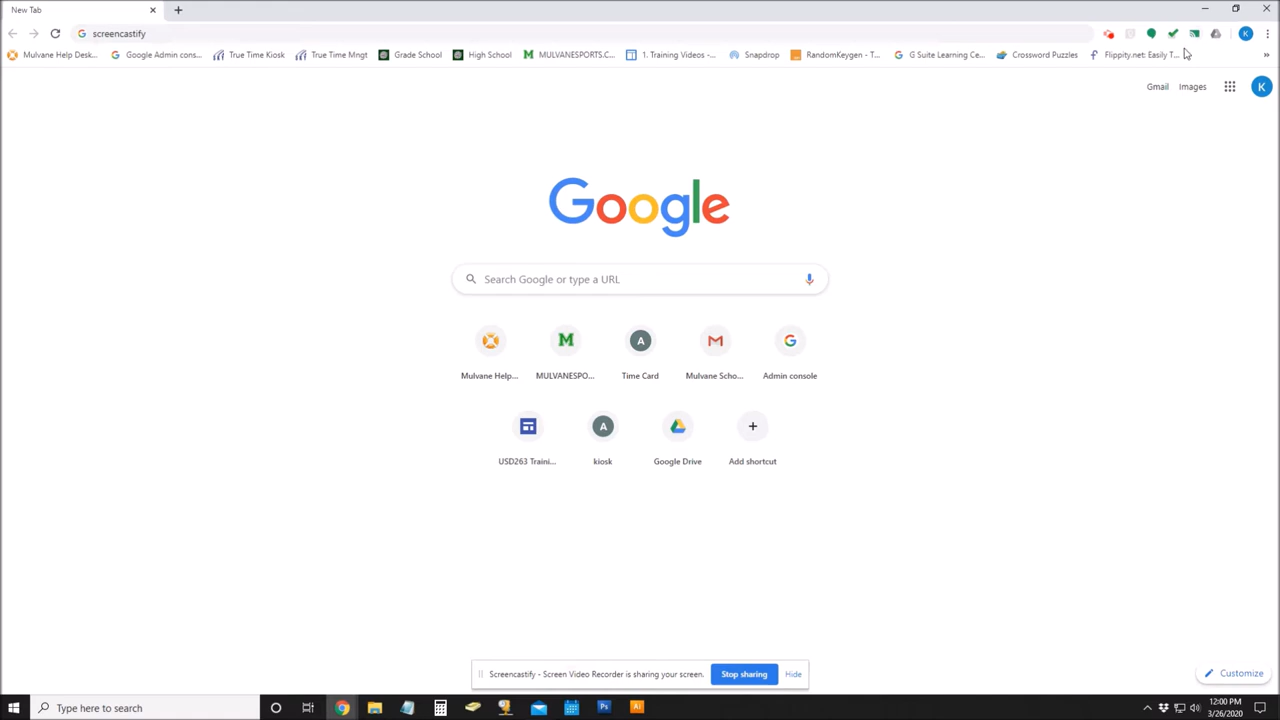 New Tab
screencastify
Mulvane Help Desk... Google Admin cons... True Time Kiosk True Time Mngt Grade School High School MULVANESPORTS.C... 1. Training Videos -... Snapdrop RandomKeygen - T... G Suite Learning Ce... Crossword Puzzles Flippity.net: Easily T... »
Gmail Images K
Google
Search Google or type a URL
Mulvane Help... MULVANESPO... Time Card Mulvane Scho... Admin console
USD263 Traini... kiosk Google Drive Add shortcut
Screencastify - Screen Video Recorder is sharing your screen. Stop sharing Hide
Customize
Type here to search
Ps Ai
12:00 PM
3/26/2020